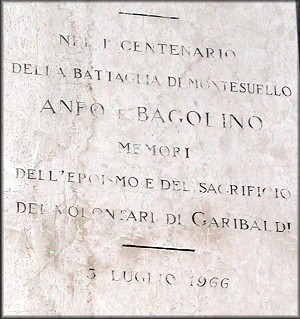 NEL 1° CENTENARIO
DELLA BATTAGLIA DI MONTESUELLO
ANFO E BAGOLINO
MEMORI
DELL'EROISMO E DEL SACRIFICIO
DEI VOLONTARI DI GARIBALDI
3 LUGLIO 1966